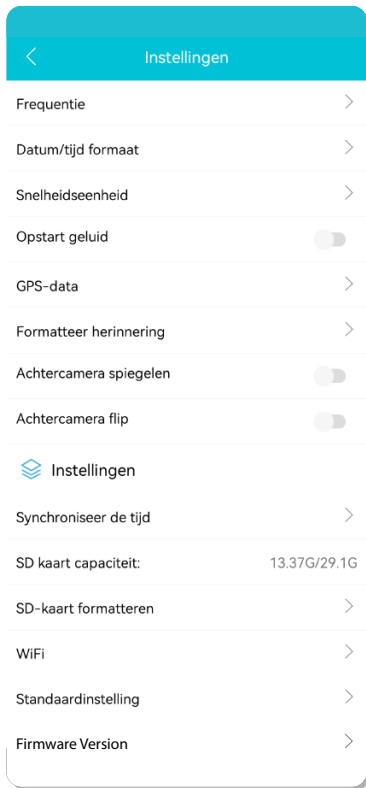 Instellingen
Frequentie
Datum/tijd formaat
Snelheidseenheid
Opstart geluid
GPS-data
Formatteer herinnering
Achtercamera spiegelen
Achtercamera flip
Instellingen
Synchroniseer de tijd
SD kaart capaciteit: 13.37G/29.1G
SD-kaart formatteren
WiFi
Standaardinstelling
Firmware Version